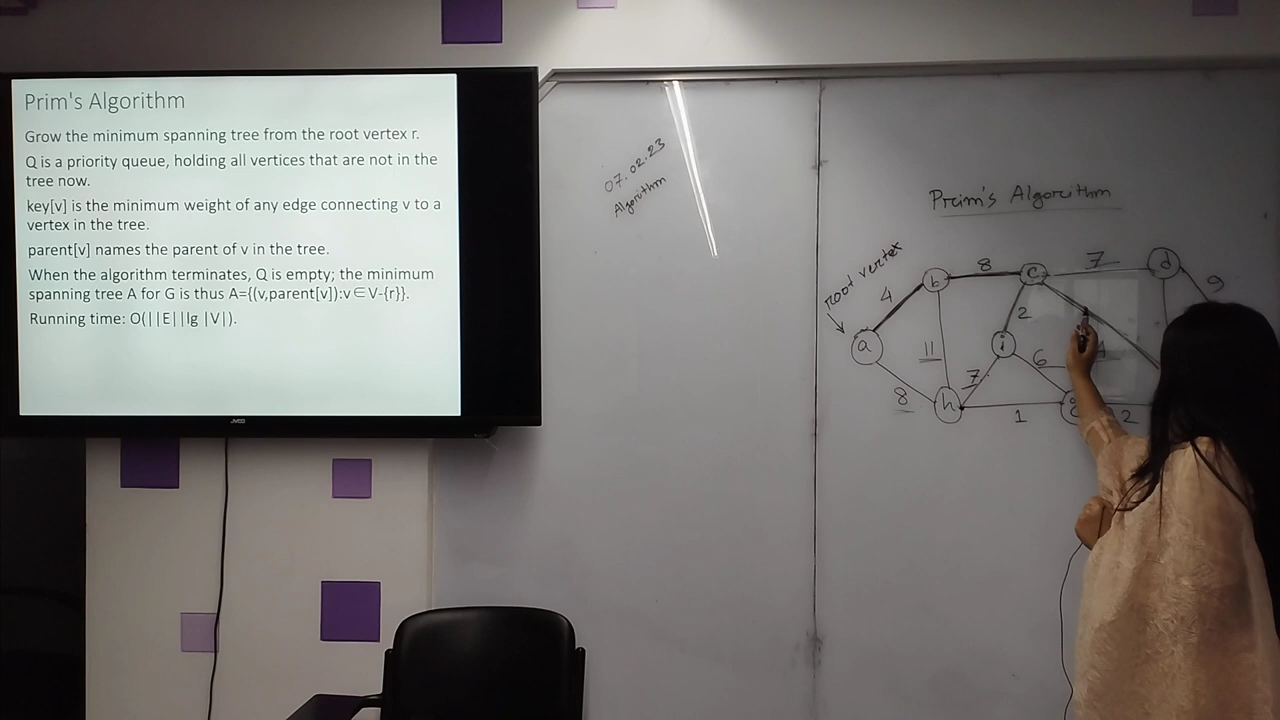 Prim's Algorithm
Grow the minimum spanning tree from the root vertex r.
Q is a priority queue, holding all vertices that are not in the
tree now.
key[v] is the minimum weight of any edge connecting v to a
vertex in the tree.
parent[v] names the parent of v in the tree.
When the algorithm terminates, Q is empty; the minimum
spanning tree A for G is thus A={(v,parent[v]):v∈V-{r}}.
Running time: O(||E||lg |V|).
JVCO
07.02.23
Algorithm
Prim's Algorithm
root vertex
8
7
d
9
b
c
4
2
a
i
11
6
4
7
8
h
1
2